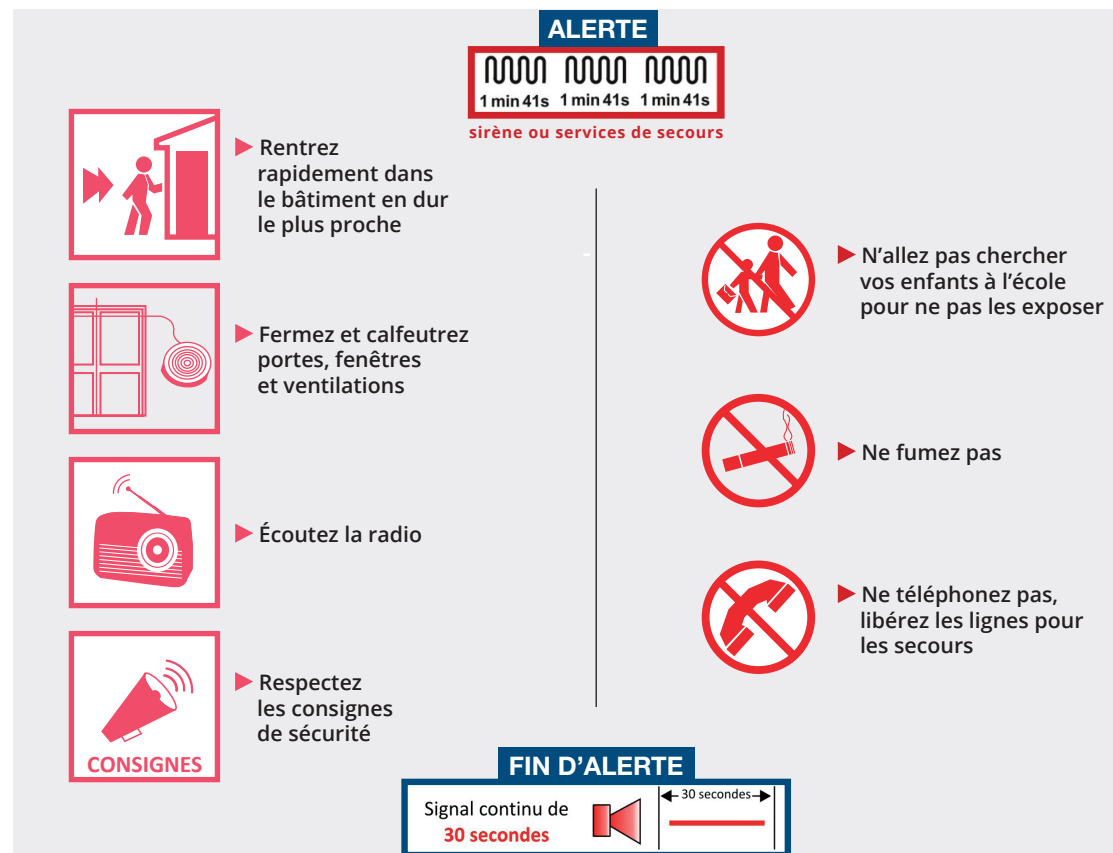 ALERTE
1 min 41s 1 min 41s 1 min 41s
sirène ou services de secours
Rentrez
rapidement dans
le bâtiment en dur
le plus proche
Fermez et calfeutrez
portes, fenêtres
et ventilations
Écoutez la radio
CONSIGNES
Respectez
les consignes
de sécurité
N’allez pas chercher
vos enfants à l’école
pour ne pas les exposer
Ne fumez pas
Ne téléphonez pas,
libérez les lignes pour
les secours
FIN D’ALERTE
Signal continu de
30 secondes
30 secondes